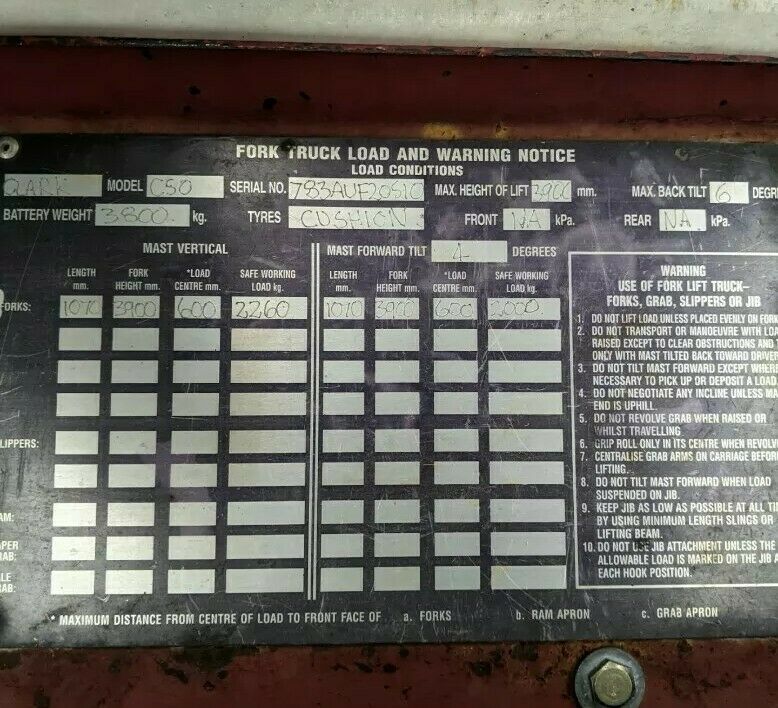 FORK TRUCK LOAD AND WARNING NOTICE
LOAD CONDITIONS
CLARK MODEL C50 SERIAL NO. MAX. HEIGHT OF LIFT 3900 mm. MAX. BACK TILT 6 DEGR
BATTERY WEIGHT 3800. kg. TYRES CUSHION FRONT NA kPa. REAR NA kPa.
MAST VERTICAL MAST FORWARD TILT 4 DEGREES
LENGTH mm. FORK HEIGHT mm. *LOAD CENTRE mm. SAFE WORKING LOAD kg. LENGTH mm. FORK HEIGHT mm. *LOAD CENTRE mm. SAFE WORKING LOAD kg.
FORKS: 1070 3900 600 2260 1070 3900 600 2000.
LIPPERS:
AM:
APER
RAB:
LE
RAB:
WARNING
USE OF FORK LIFT TRUCK–
FORKS, GRAB, SLIPPERS OR JIB
1. DO NOT LIFT LOAD UNLESS PLACED EVENLY ON FORK
2. DO NOT TRANSPORT OR MANOEUVRE WITH LOA
RAISED EXCEPT TO CLEAR OBSTRUCTIONS AND T
ONLY WITH MAST TILTED BACK TOWARD DRIVER
3. DO NOT TILT MAST FORWARD EXCEPT WHERE
NECESSARY TO PICK UP OR DEPOSIT A LOAD.
4. DO NOT NEGOTIATE ANY INCLINE UNLESS MA
END IS UPHILL.
5. DO NOT REVOLVE GRAB WHEN RAISED OR
WHILST TRAVELLING
6. GRIP ROLL ONLY IN ITS CENTRE WHEN REVOLV
7. CENTRALISE GRAB ARMS ON CARRIAGE BEFOR
LIFTING.
8. DO NOT TILT MAST FORWARD WHEN LOAD
SUSPENDED ON JIB.
9. KEEP JIB AS LOW AS POSSIBLE AT ALL TI
BY USING MINIMUM LENGTH SLINGS OR
LIFTING BEAM.
10. DO NOT USE JIB ATTACHMENT UNLESS THE
ALLOWABLE LOAD IS MARKED ON THE JIB A
EACH HOOK POSITION.
* MAXIMUM DISTANCE FROM CENTRE OF LOAD TO FRONT FACE OF a. FORKS b. RAM APRON c. GRAB APRON